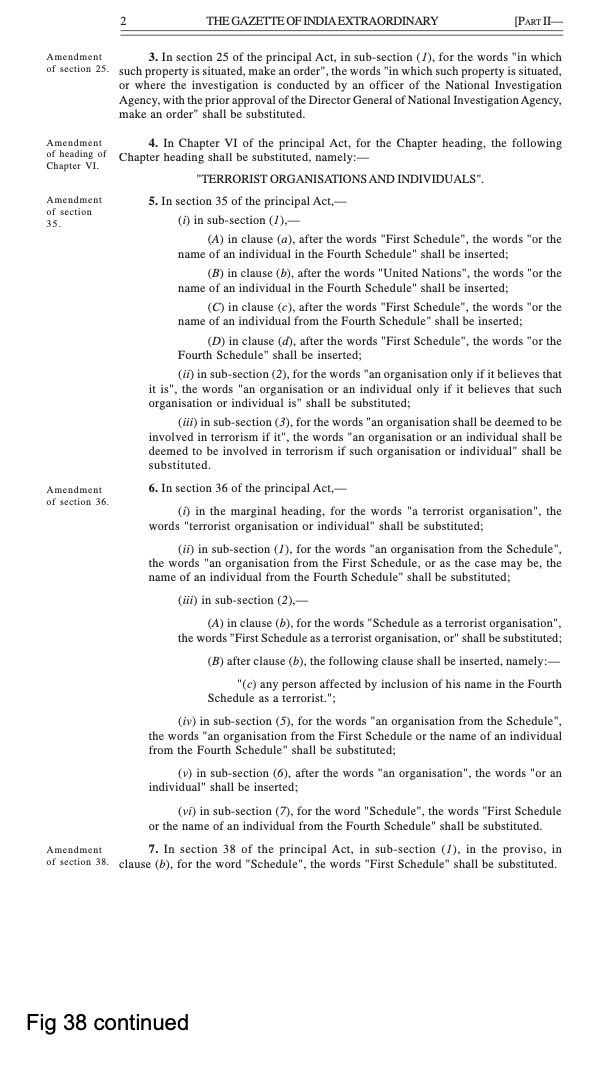 2 THE GAZETTE OF INDIA EXTRAORDINARY [PART II—
Amendment
of section 25.
3. In section 25 of the principal Act, in sub-section (1), for the words "in which
such property is situated, make an order", the words "in which such property is situated,
or where the investigation is conducted by an officer of the National Investigation
Agency, with the prior approval of the Director General of National Investigation Agency,
make an order" shall be substituted.
Amendment
of heading of
Chapter VI.
4. In Chapter VI of the principal Act, for the Chapter heading, the following
Chapter heading shall be substituted, namely:—
"TERRORIST ORGANISATIONS AND INDIVIDUALS".
Amendment
of section
35.
5. In section 35 of the principal Act,—
(i) in sub-section (1),—
(A) in clause (a), after the words "First Schedule", the words "or the
name of an individual in the Fourth Schedule" shall be inserted;
(B) in clause (b), after the words "United Nations", the words "or the
name of an individual in the Fourth Schedule" shall be inserted;
(C) in clause (c), after the words "First Schedule", the words "or the
name of an individual from the Fourth Schedule" shall be inserted;
(D) in clause (d), after the words "First Schedule", the words "or the
Fourth Schedule" shall be inserted;
(ii) in sub-section (2), for the words "an organisation only if it believes that
it is", the words "an organisation or an individual only if it believes that such
organisation or individual is" shall be substituted;
(iii) in sub-section (3), for the words "an organisation shall be deemed to be
involved in terrorism if it", the words "an organisation or an individual shall be
deemed to be involved in terrorism if such organisation or individual" shall be
substituted.
Amendment
of section 36.
6. In section 36 of the principal Act,—
(i) in the marginal heading, for the words "a terrorist organisation", the
words "terrorist organisation or individual" shall be substituted;
(ii) in sub-section (1), for the words "an organisation from the Schedule",
the words "an organisation from the First Schedule, or as the case may be, the
name of an individual from the Fourth Schedule" shall be substituted;
(iii) in sub-section (2),—
(A) in clause (b), for the words "Schedule as a terrorist organisation",
the words "First Schedule as a terrorist organisation, or" shall be substituted;
(B) after clause (b), the following clause shall be inserted, namely:—
"(c) any person affected by inclusion of his name in the Fourth
Schedule as a terrorist.";
(iv) in sub-section (5), for the words "an organisation from the Schedule",
the words "an organisation from the First Schedule or the name of an individual
from the Fourth Schedule" shall be substituted;
(v) in sub-section (6), after the words "an organisation", the words "or an
individual" shall be inserted;
(vi) in sub-section (7), for the word "Schedule", the words "First Schedule
or the name of an individual from the Fourth Schedule" shall be substituted.
Amendment
of section 38.
7. In section 38 of the principal Act, in sub-section (1), in the proviso, in
clause (b), for the word "Schedule", the words "First Schedule" shall be substituted.
Fig 38 continued